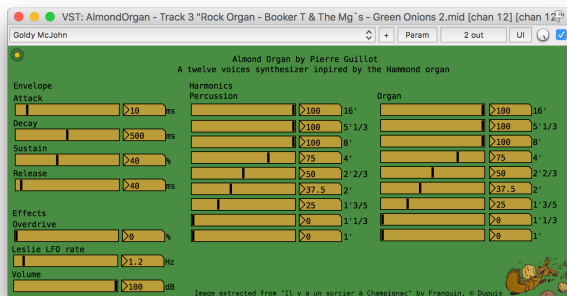 VST: AlmondOrgan - Track 3 "Rock Organ - Booker T & The Mg`s - Green Onions 2.mid [chan 12] [chan 12]"
Goldy McJohn + Param 2 out UI
Almond Organ by Pierre Guillot
A twelve voices synthesizer inpired by the Hammond organ
Envelope
Attack
10 ms
Decay
500 ms
Sustain
40 %
Release
40 ms
Effects
Overdrive
0 %
Leslie LFO rate
1.2 Hz
Volume
100 dB
Harmonics
Percussion
100 16'
100 5'1/3
100 8'
75 4'
50 2'2/3
37.5 2'
25 1'3/5
0 1'1/3
0 1'
Organ
100 16'
100 5'1/3
100 8'
75 4'
50 2'2/3
37.5 2'
25 1'3/5
0 1'1/3
0 1'
Image extracted from "Il y a un sorcier à Champignac" by Franquin, © Dupuis